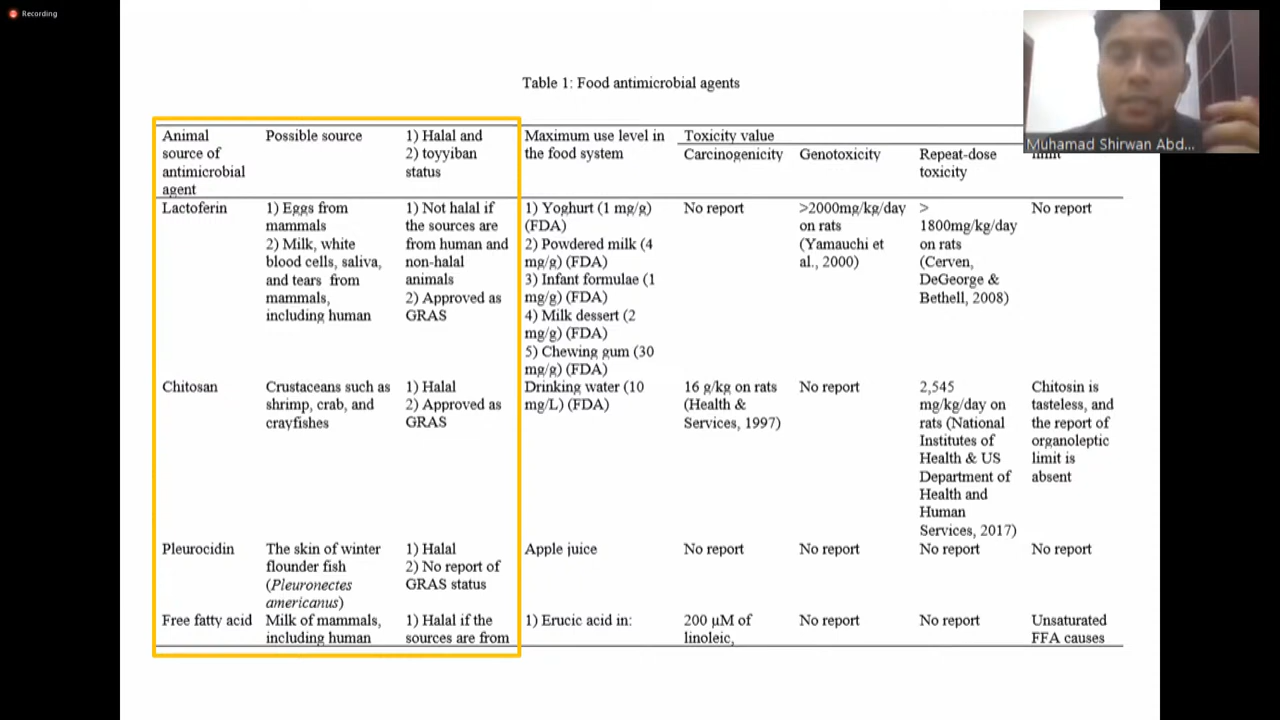 Recording
Muhamad Shirwan Abd...
Table 1: Food antimicrobial agents
Animal
source of
antimicrobial
agent
Possible source
1) Halal and
2) toyyiban
status
Maximum use level in
the food system
Toxicity value
Carcinogenicity
Genotoxicity
Repeat-dose
toxicity
limit
Lactoferin
1) Eggs from
mammals
2) Milk, white
blood cells, saliva,
and tears from
mammals,
including human
1) Not halal if
the sources are
from human and
non-halal
animals
2) Approved as
GRAS
1) Yoghurt (1 mg/g)
(FDA)
2) Powdered milk (4
mg/g) (FDA)
3) Infant formulae (1
mg/g) (FDA)
4) Milk dessert (2
mg/g) (FDA)
5) Chewing gum (30
mg/g) (FDA)
No report
>2000mg/kg/day
on rats
(Yamauchi et
al., 2000)
>
1800mg/kg/day
on rats
(Cerven,
DeGeorge &
Bethell, 2008)
No report
Chitosan
Crustaceans such as
shrimp, crab, and
crayfishes
1) Halal
2) Approved as
GRAS
Drinking water (10
mg/L) (FDA)
16 g/kg on rats
(Health &
Services, 1997)
No report
2,545
mg/kg/day on
rats (National
Institutes of
Health & US
Department of
Health and
Human
Services, 2017)
Chitosin is
tasteless, and
the report of
organoleptic
limit is
absent
Pleurocidin
The skin of winter
flounder fish
(Pleuronectes
americanus)
1) Halal
2) No report of
GRAS status
Apple juice
No report
No report
No report
No report
Free fatty acid
Milk of mammals,
including human
1) Halal if the
sources are from
1) Erucic acid in:
200 μM of
linoleic,
No report
No report
Unsaturated
FFA causes